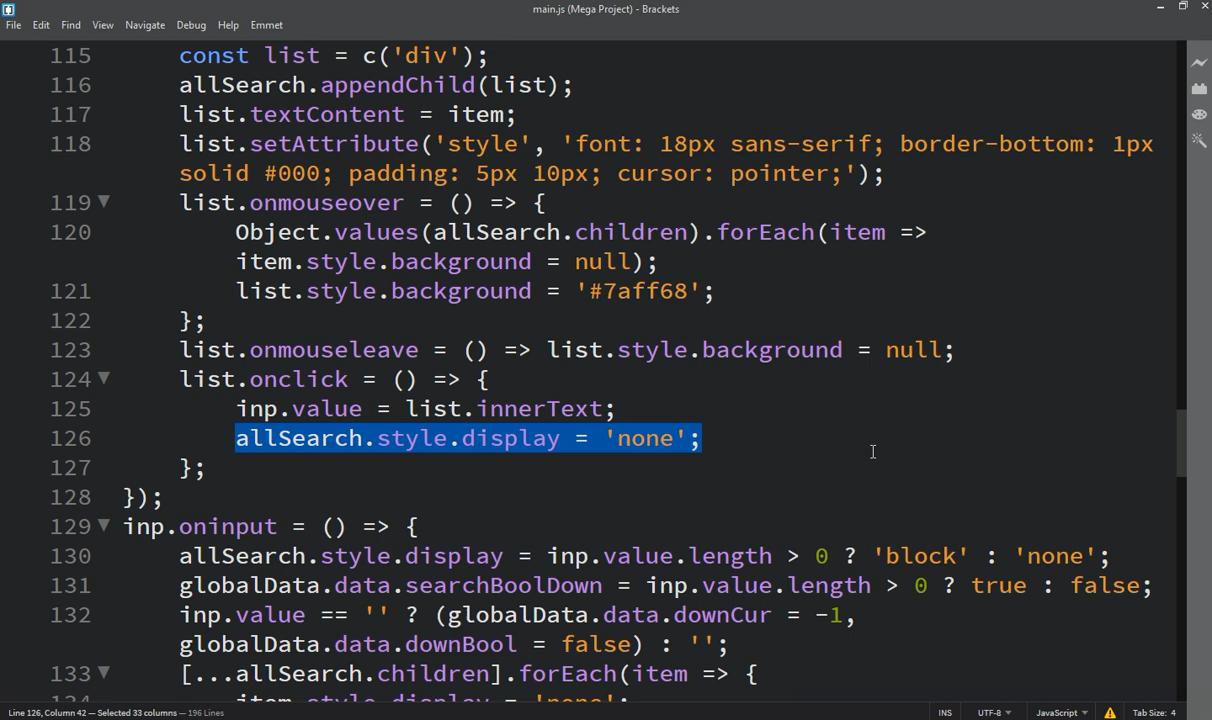 main.js (Mega Project) - Brackets
File Edit Find View Navigate Debug Help Emmet
115 const list = c('div');
116 allSearch.appendChild(list);
117 list.textContent = item;
118 list.setAttribute('style', 'font: 18px sans-serif; border-bottom: 1px
solid #000; padding: 5px 10px; cursor: pointer;');
119 list.onmouseover = () => {
120 Object.values(allSearch.children).forEach(item =>
item.style.background = null);
121 list.style.background = '#7aff68';
122 };
123 list.onmouseleave = () => list.style.background = null;
124 list.onclick = () => {
125 inp.value = list.innerText;
126 allSearch.style.display = 'none';
127 };
128 });
129 inp.oninput = () => {
130 allSearch.style.display = inp.value.length > 0 ? 'block' : 'none';
131 globalData.data.searchBoolDown = inp.value.length > 0 ? true : false;
132 inp.value == '' ? (globalData.data.downCur = -1,
globalData.data.downBool = false) : '';
133 [...allSearch.children].forEach(item => {
134 item.style.display = 'none';
Line 126, Column 42 — Selected 33 columns — 196 Lines INS UTF-8 JavaScript Tab Size: 4